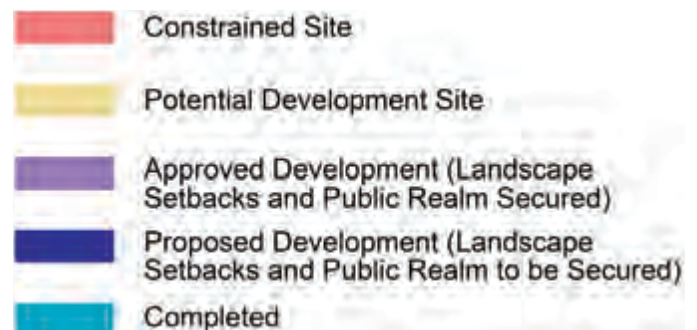 Constrained Site
Potential Development Site
Approved Development (Landscape
Setbacks and Public Realm Secured)
Proposed Development (Landscape
Setbacks and Public Realm to be Secured)
Completed